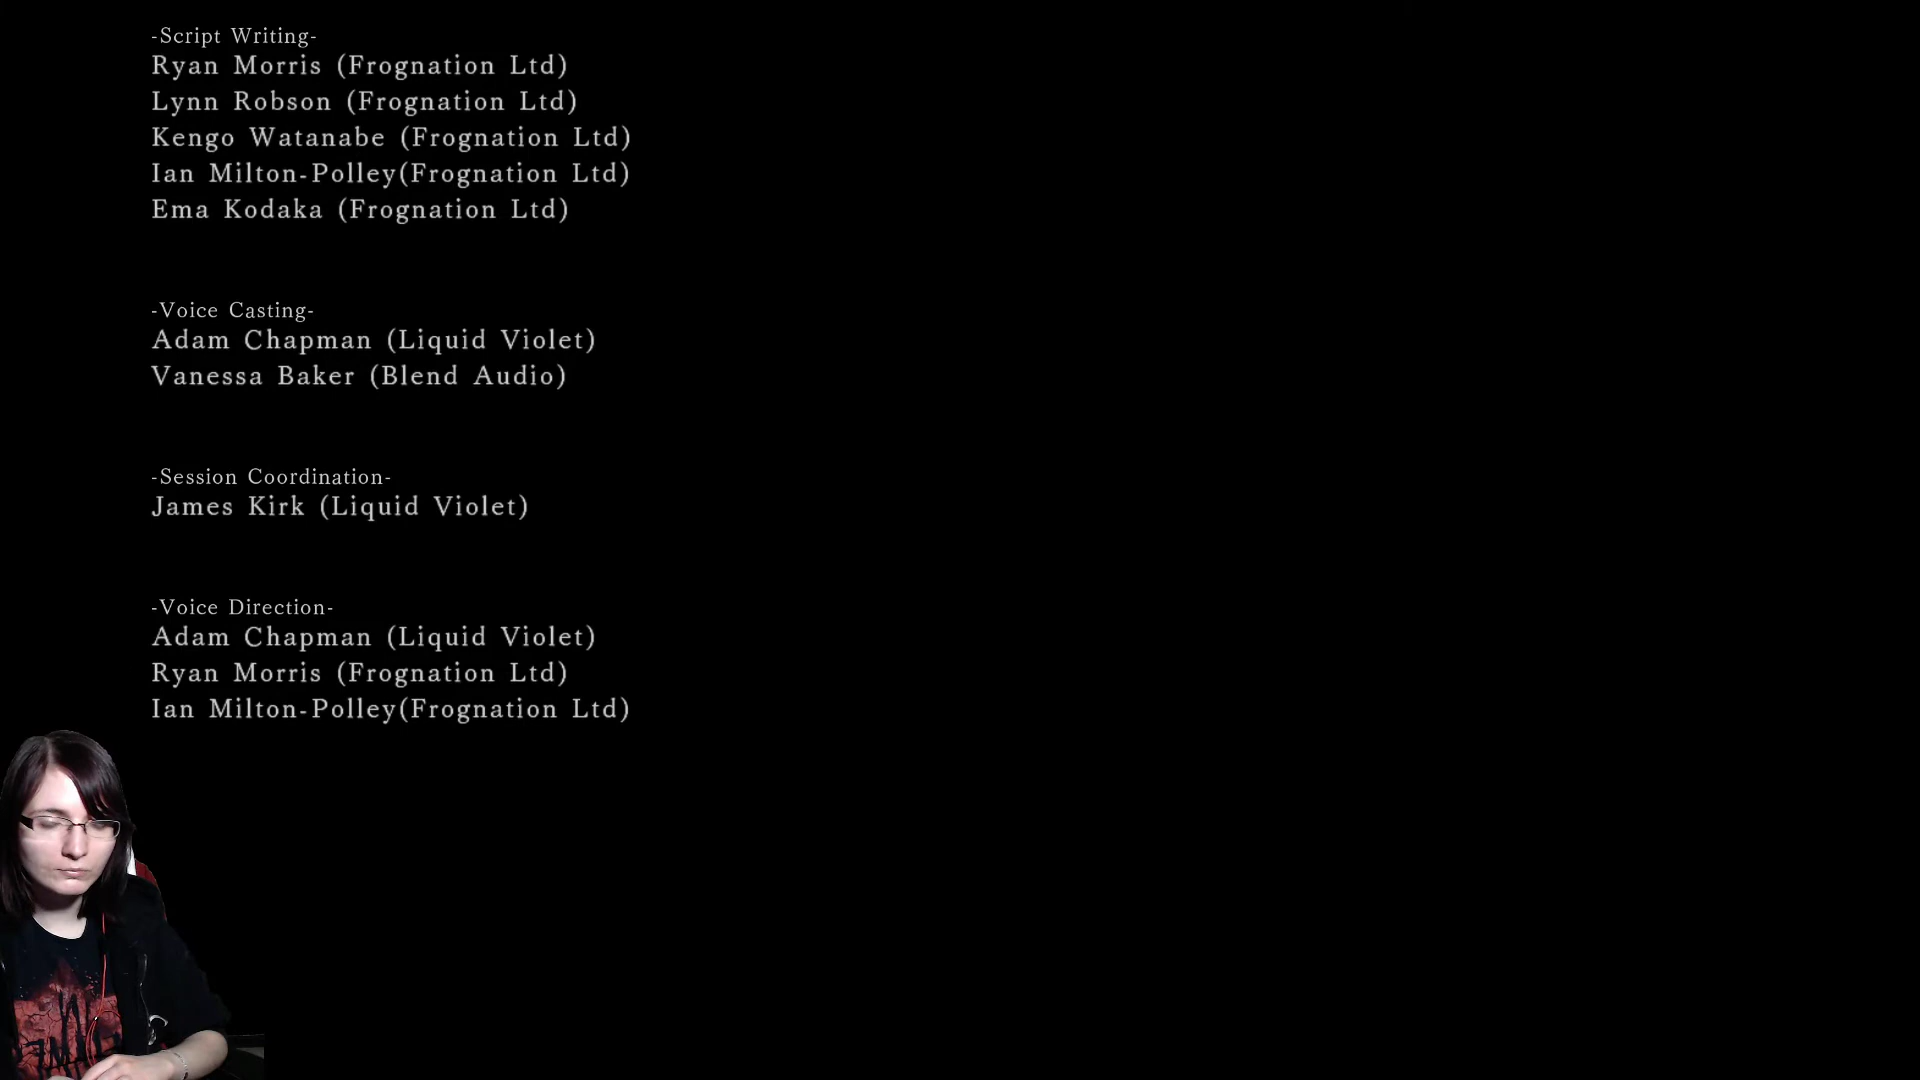 -Script Writing-
Ryan Morris (Frognation Ltd)
Lynn Robson (Frognation Ltd)
Kengo Watanabe (Frognation Ltd)
Ian Milton-Polley(Frognation Ltd)
Ema Kodaka (Frognation Ltd)
-Voice Casting-
Adam Chapman (Liquid Violet)
Vanessa Baker (Blend Audio)
-Session Coordination-
James Kirk (Liquid Violet)
-Voice Direction-
Adam Chapman (Liquid Violet)
Ryan Morris (Frognation Ltd)
Ian Milton-Polley(Frognation Ltd)